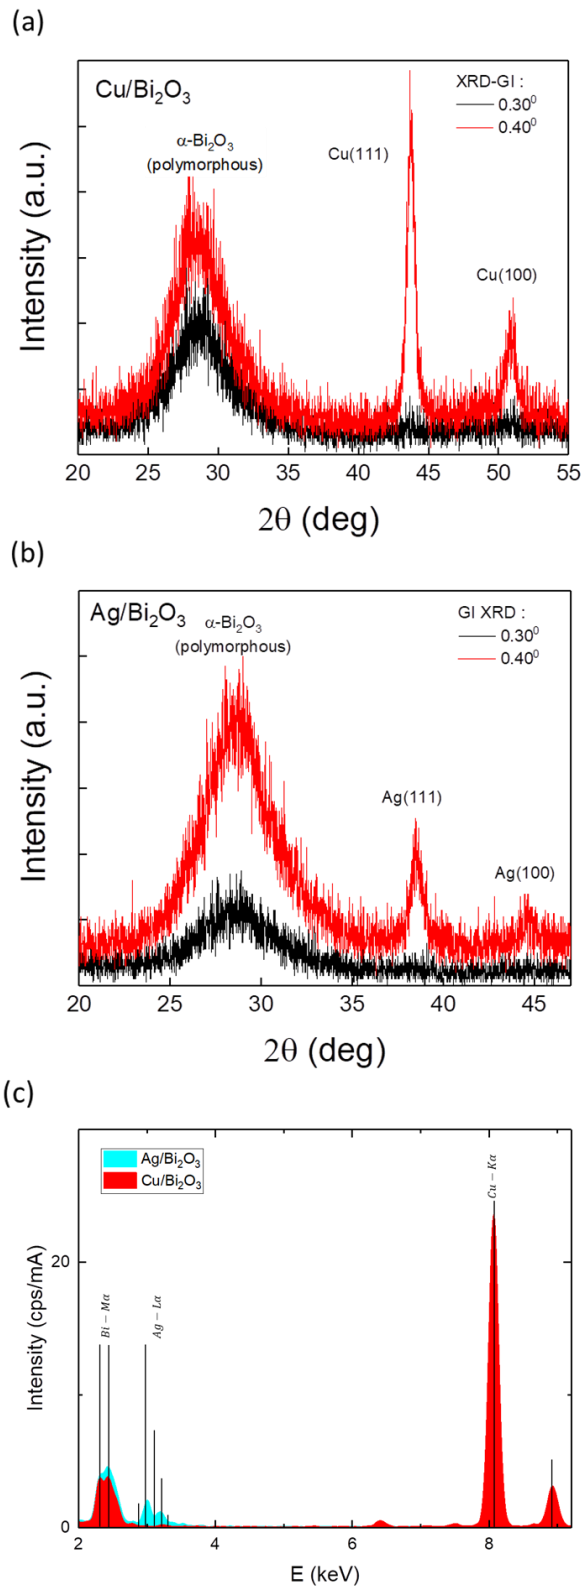 (a)
Cu/Bi₂O₃
XRD-GI :
0.30⁰
0.40⁰
α-Bi₂O₃
(polymorphous)
Cu(111)
Cu(100)
Intensity (a.u.)
20 25 30 35 40 45 50 55
2θ (deg)
(b)
Ag/Bi₂O₃
GI XRD :
0.30⁰
0.40⁰
α-Bi₂O₃
(polymorphous)
Ag(111)
Ag(100)
Intensity (a.u.)
20 25 30 35 40 45
2θ (deg)
(c)
Ag/Bi₂O₃
Cu/Bi₂O₃
Bi − Mα
Ag − Lα
Cu − Kα
Intensity (cps/mA)
20
0
2 4 6 8
E (keV)